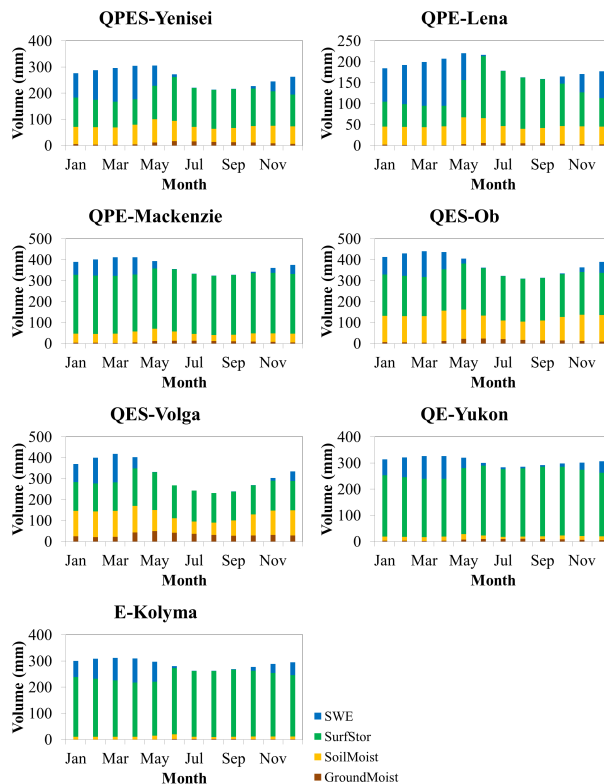 QPES-Yenisei
Volume (mm)
400
300
200
100
0
Jan Mar May Jul Sep Nov
Month
QPE-Lena
Volume (mm)
250
200
150
100
50
0
Jan Mar May Jul Sep Nov
Month
QPE-Mackenzie
Volume (mm)
500
400
300
200
100
0
Jan Mar May Jul Sep Nov
Month
QES-Ob
Volume (mm)
500
400
300
200
100
0
Jan Mar May Jul Sep Nov
Month
QES-Volga
Volume (mm)
500
400
300
200
100
0
Jan Mar May Jul Sep Nov
Month
QE-Yukon
Volume (mm)
400
300
200
100
0
Jan Mar May Jul Sep Nov
Month
E-Kolyma
Volume (mm)
400
300
200
100
0
Jan Mar May Jul Sep Nov
Month
SWE
SurfStor
SoilMoist
GroundMoist